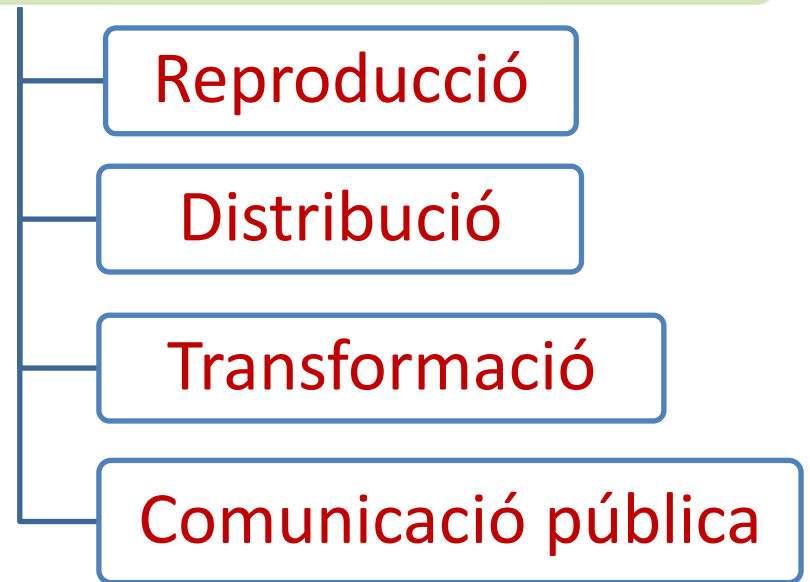 Reproducció
Distribució
Transformació
Comunicació pública